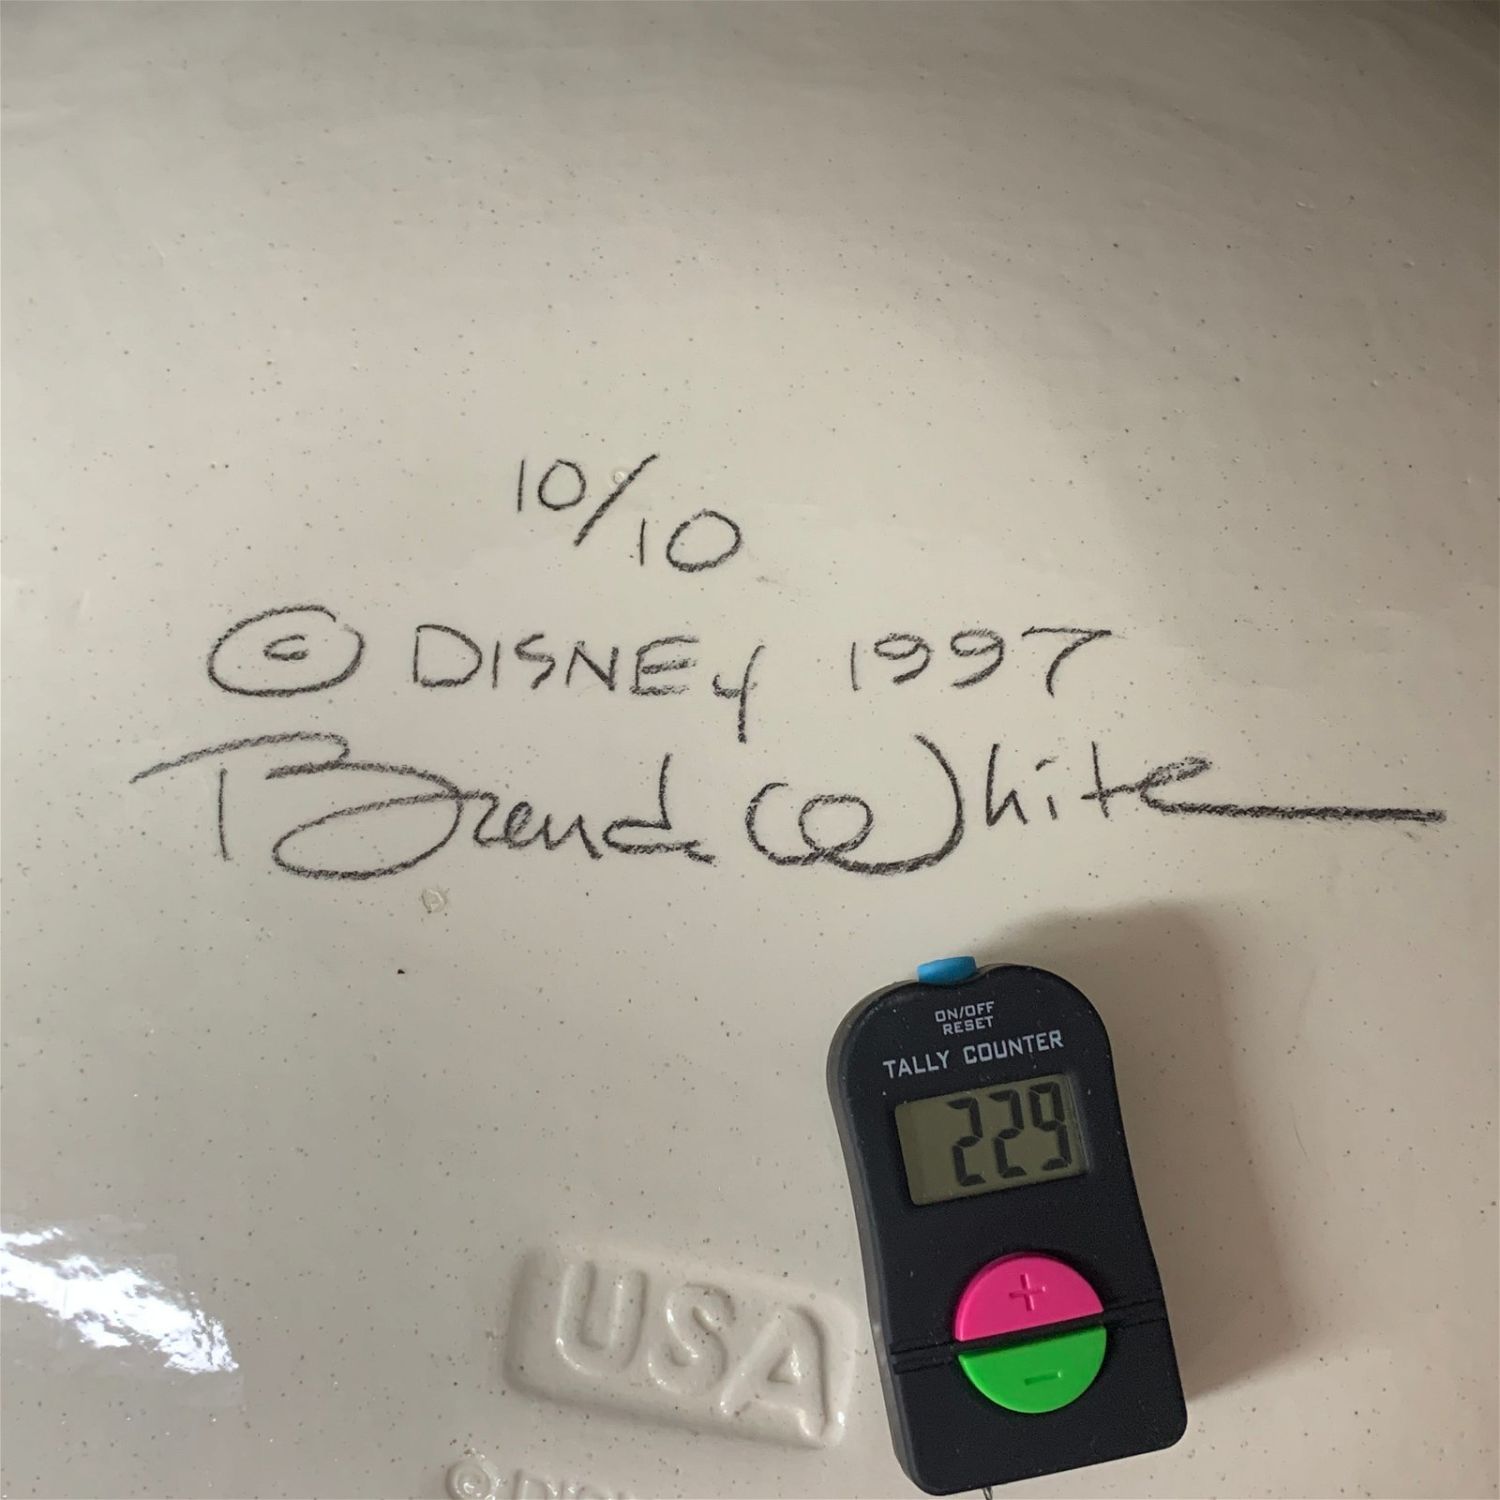 10/10
© DISNEY 1997
Brenda White
ON/OFF
RESET
TALLY COUNTER
229
+
-
USA
©